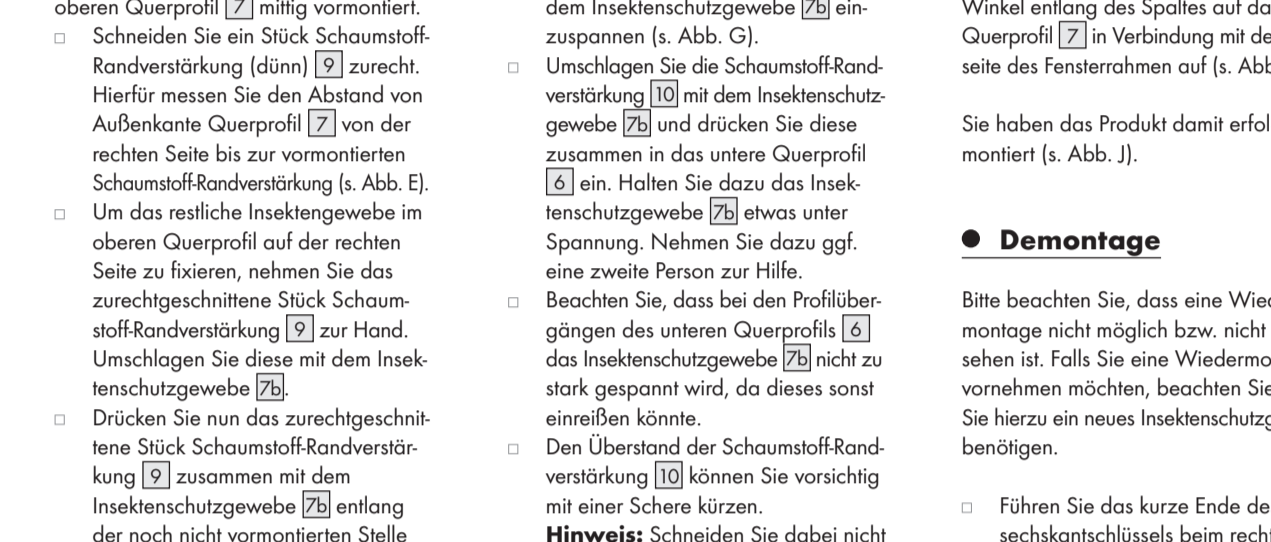 oberen Querprofil 7 mittig vormontiert.
□ Schneiden Sie ein Stück Schaumstoff-
Randverstärkung (dünn) 9 zurecht.
Hierfür messen Sie den Abstand von
Außenkante Querprofil 7 von der
rechten Seite bis zur vormontierten
Schaumstoff-Randverstärkung (s. Abb. E).
□ Um das restliche Insektengewebe im
oberen Querprofil auf der rechten
Seite zu fixieren, nehmen Sie das
zurechtgeschnittene Stück Schaum-
stoff-Randverstärkung 9 zur Hand.
Umschlagen Sie diese mit dem Insek-
tenschutzgewebe 7b.
□ Drücken Sie nun das zurechtgeschnit-
tene Stück Schaumstoff-Randverstär-
kung 9 zusammen mit dem
Insektenschutzgewebe 7b entlang
der noch nicht vormontierten Stelle
dem Insektenschutzgewebe 7b ein-
zuspannen (s. Abb. G).
□ Umschlagen Sie die Schaumstoff-Rand-
verstärkung 10 mit dem Insektenschutz-
gewebe 7b und drücken Sie diese
zusammen in das untere Querprofil
6 ein. Halten Sie dazu das Insek-
tenschutzgewebe 7b etwas unter
Spannung. Nehmen Sie dazu ggf.
eine zweite Person zur Hilfe.
□ Beachten Sie, dass bei den Profilüber-
gängen des unteren Querprofils 6
das Insektenschutzgewebe 7b nicht zu
stark gespannt wird, da dieses sonst
einreißen könnte.
□ Den Überstand der Schaumstoff-Rand-
verstärkung 10 können Sie vorsichtig
mit einer Schere kürzen.
Hinweis: Schneiden Sie dabei nicht
Winkel entlang des Spaltes auf da
Querprofil 7 in Verbindung mit de
seite des Fensterrahmen auf (s. Abb
Sie haben das Produkt damit erfol
montiert (s. Abb. J).
● Demontage
Bitte beachten Sie, dass eine Wied
montage nicht möglich bzw. nicht
sehen ist. Falls Sie eine Wiedermo
vornehmen möchten, beachten Sie
Sie hierzu ein neues Insektenschutzg
benötigen.
□ Führen Sie das kurze Ende de
sechskantschlüssels beim recht